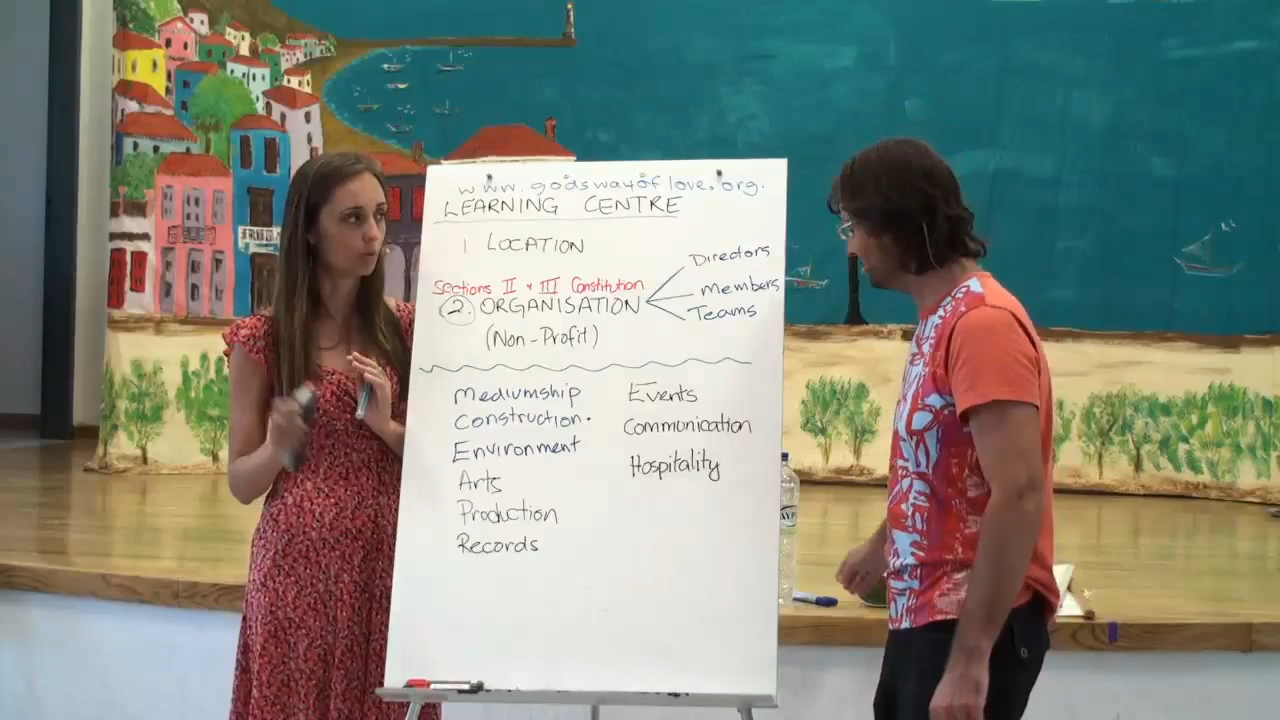 www.godswayoflove.org.
LEARNING CENTRE
1 LOCATION
Sections II & III Constitution
2. ORGANISATION
(Non-Profit)
Directors
Members
Teams
Mediumship
Construction.
Environment
Arts
Production
Records
Events
Communication
Hospitality